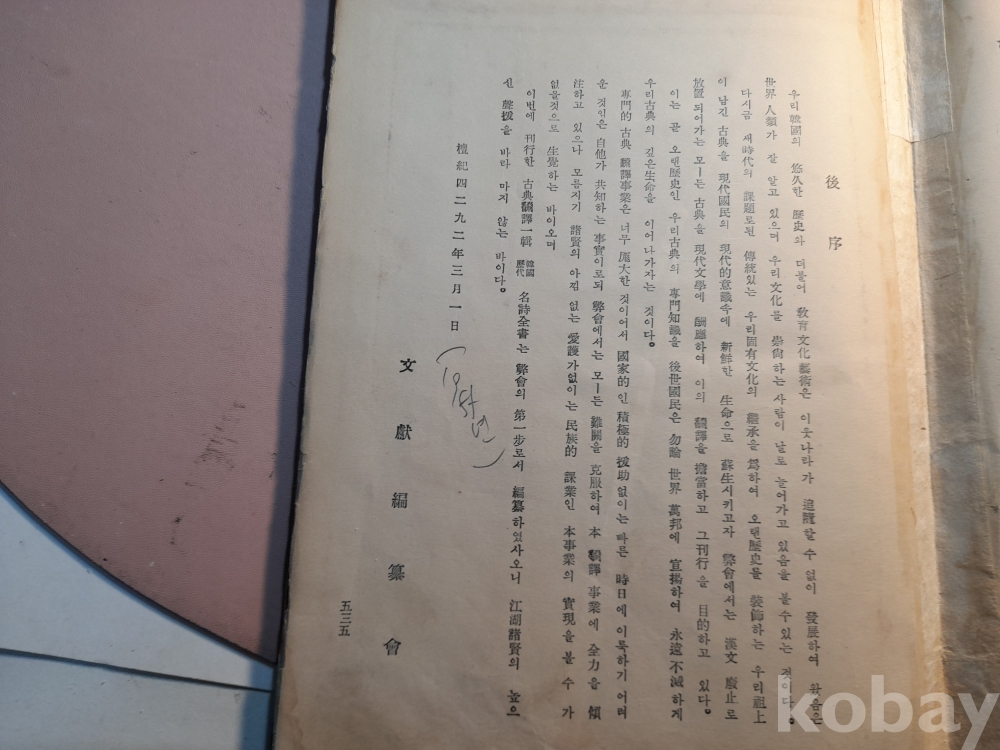 後序
우리 韓國의 悠久한 歷史와 더불어 敎育文化藝術은 이웃나라가 追隨할 수 없이 發展하여 왔음은
世界人類가 잘 알고 있으며 우리 文化를 崇尙하는 사람이 날로 늘어가고 있음을 볼수 있는 것이다。
다시금 새時代의 課題로된 傳統있는 우리固有文化의 繼承을 爲하여 오랜歷史를 裝飾하는 우리祖上
이 남긴 古典을 現代國民의 現代的意識속에 新鮮한 生命으로 蘇生시키고자 弊會에서는 漢文 廢止로
放置 되어가는 모—든 古典을 現代文學에 酬應하여 이의 飜譯을 擔當하고 그刊行을 目的하고 있다。
이는 곧 오랜歷史인 우리古典의 專門知識을 後世國民은 勿論 世界 萬邦에 宣揚하여 永遠不滅하게
우리古典의 깊은生命을 이어나가자는 것이다。
專門的 古典 飜譯事業은 너무 尨大한 것이어서 國家的인 積極的 援助없이는 빠른 時日에 이룩하기 어려
운 것인은 自他가 共知하는 事實이로되 弊會에서는 모—든 難關을 克服하여 本 飜譯 事業에 全力을 傾
注하고 있으나 모름지기 諸賢의 아낌 없는 愛護가없이는 民族的 課業인 本事業의 實現을 볼 수가
없을것으로 生覺하는 바이오며
이번에 刊行한 古典飜譯一輯 韓國歷代 名詩全書는 弊會의 第一步로서 編纂하였사오니 江湖諸賢의 높으
신 聲援을 바라 마지 않는 바이다。
檀紀四二九二年三月一日
(1959년)
文獻編纂會
五三五
kobay